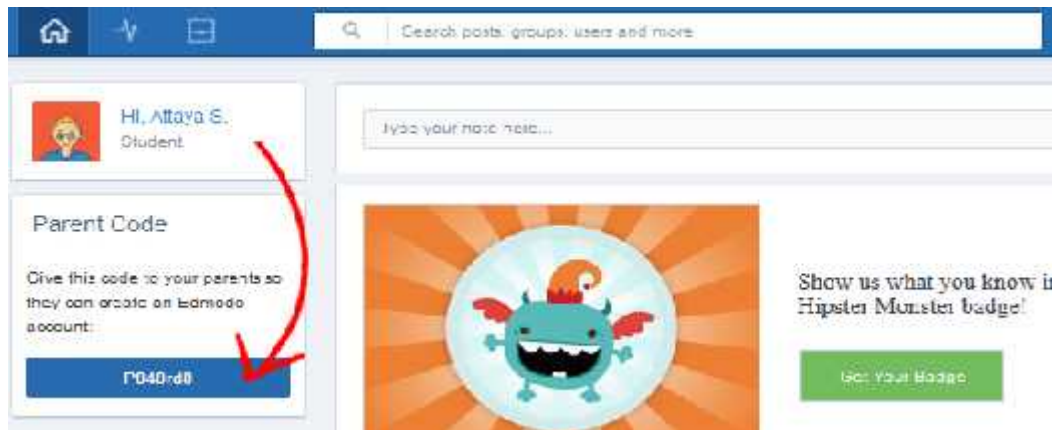 Search posts, groups, users and more
Hi, Attaya S.
Student
Type your note here...
Parent Code
Give this code to your parents so
they can create an Edmodo
account:
Show us what you know in
Hipster Monster badge!
Get Your Badge